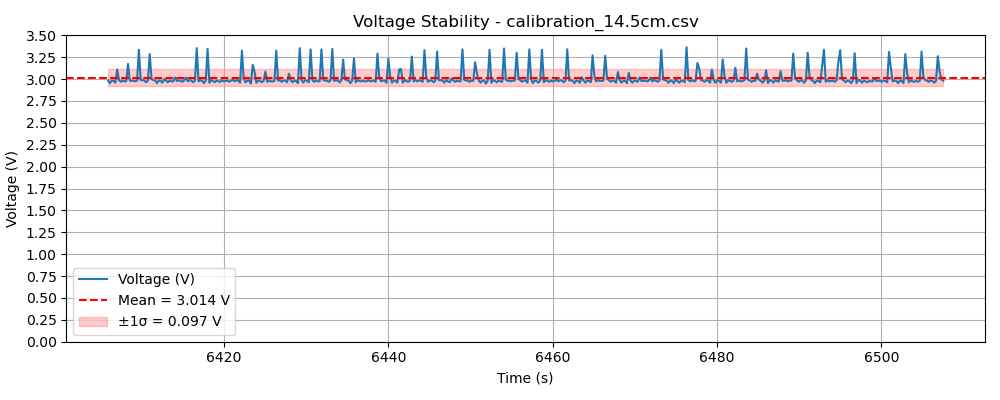 Voltage Stability - calibration_14.5cm.csv
3.50
3.25
3.00
2.75
2.50
2.25
2.00
1.75
1.50
1.25
1.00
0.75
0.50
0.25
0.00
Voltage (V)
Voltage (V)
Mean = 3.014 V
±1σ = 0.097 V
6420 6440 6460 6480 6500
Time (s)